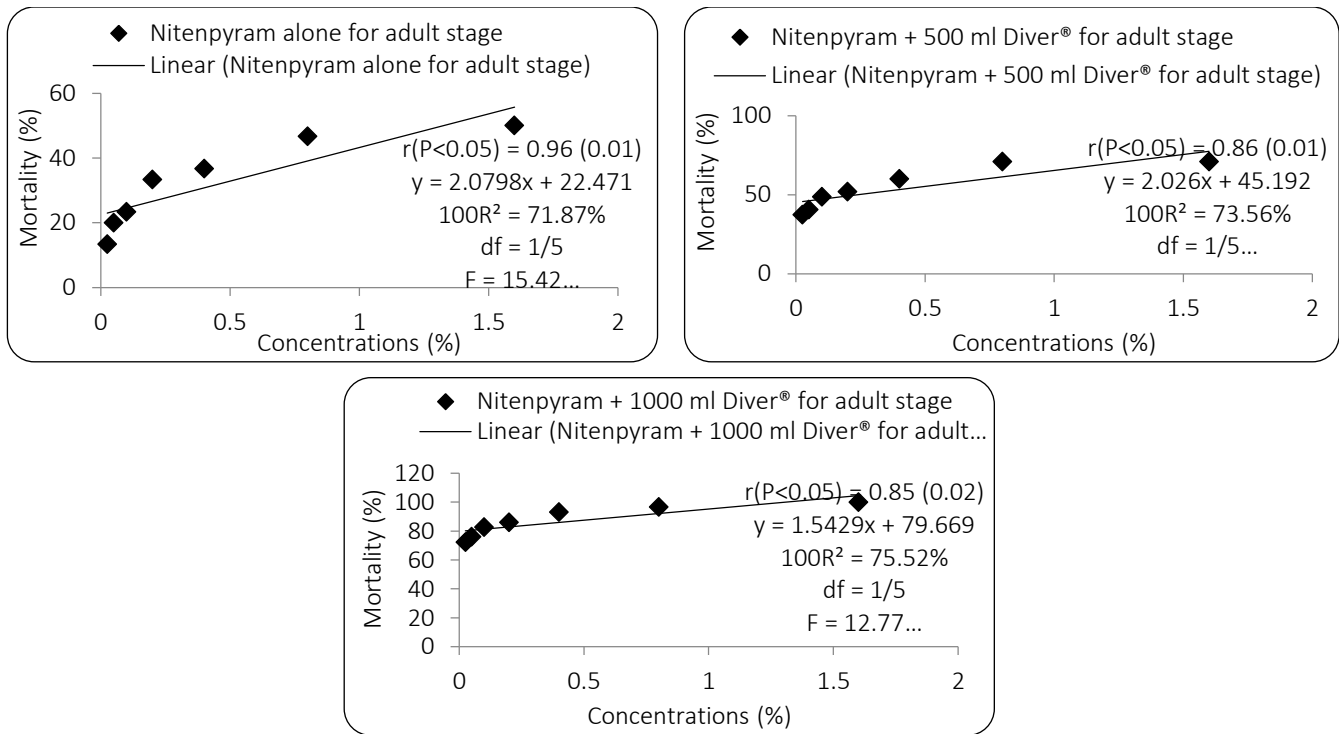 Nitenpyram alone for adult stage
Linear (Nitenpyram alone for adult stage)
Mortality (%)
60
40
20
0
r(P<0.05) = 0.96 (0.01)
y = 2.0798x + 22.471
100R² = 71.87%
df = 1/5
F = 15.42...
0 0.5 1 1.5 2
Concentrations (%)
Nitenpyram + 500 ml Diver® for adult stage
Linear (Nitenpyram + 500 ml Diver® for adult stage)
Mortality (%)
100
50
0
r(P<0.05) = 0.86 (0.01)
y = 2.026x + 45.192
100R² = 73.56%
df = 1/5...
0 0.5 1 1.5 2
Concentrations (%)
Nitenpyram + 1000 ml Diver® for adult stage
Linear (Nitenpyram + 1000 ml Diver® for adult...
Mortality (%)
120
100
80
60
40
20
0
r(P<0.05) = 0.85 (0.02)
y = 1.5429x + 79.669
100R² = 75.52%
df = 1/5
F = 12.77...
0 0.5 1 1.5 2
Concentrations (%)